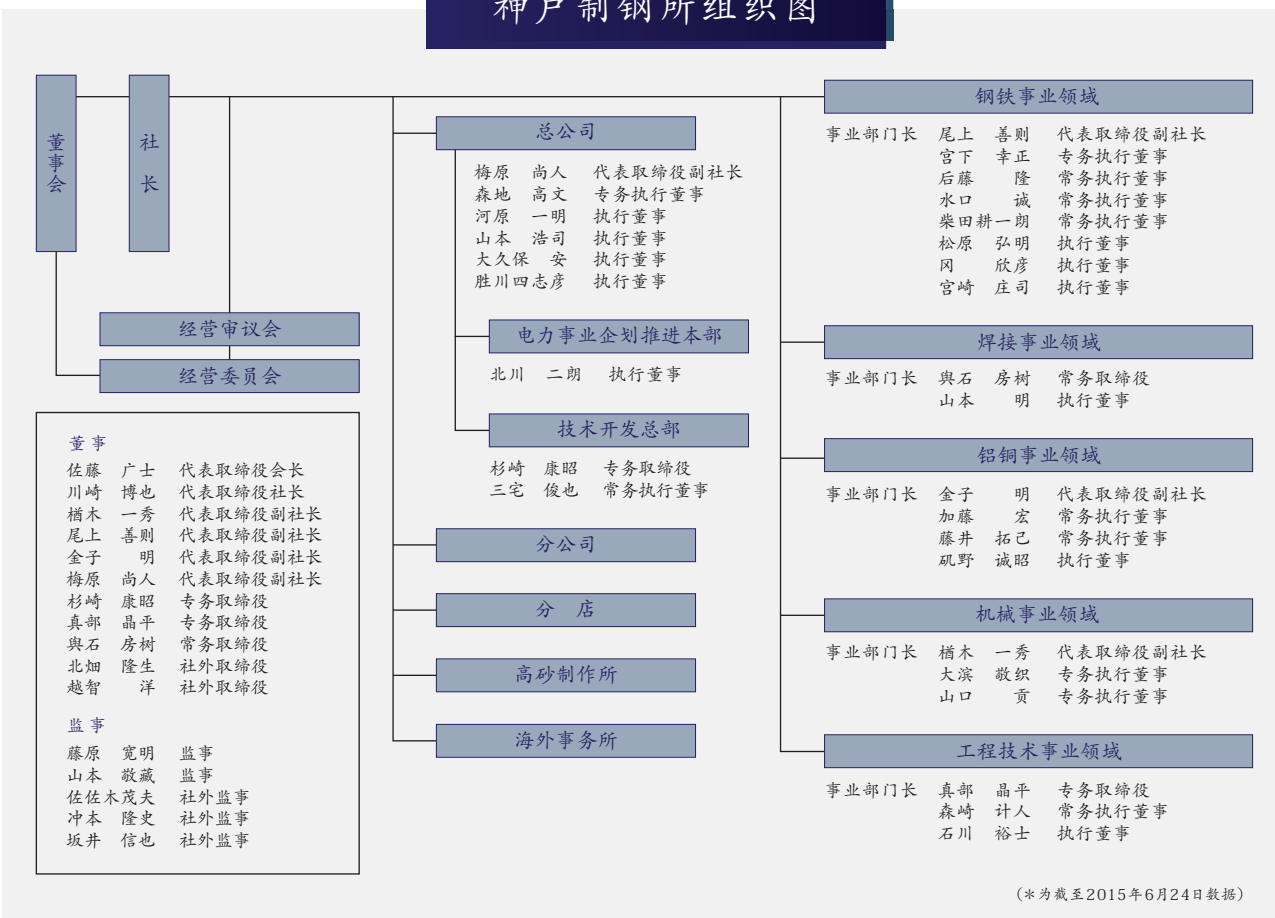 神户制钢所组织图
董事会
社长
经营审议会
经营委员会
董事
佐藤 广士 代表取缔役会长
川崎 博也 代表取缔役社长
楢木 一秀 代表取缔役副社长
尾上 善则 代表取缔役副社长
金子 明 代表取缔役副社长
梅原 尚人 代表取缔役副社长
杉崎 康昭 专务取缔役
真部 晶平 专务取缔役
舆石 房树 常务取缔役
北畑 隆生 社外取缔役
越智 洋 社外取缔役
监事
藤原 宽明 监事
山本 敬藏 监事
佐佐木茂夫 社外监事
冲本 隆史 社外监事
坂井 信也 社外监事
总公司
梅原 尚人 代表取缔役副社长
森地 高文 专务执行董事
河原 一明 执行董事
山本 浩司 执行董事
大久保 安 执行董事
胜川四志彦 执行董事
电力事业企划推进本部
北川 二朗 执行董事
技术开发总部
杉崎 康昭 专务取缔役
三宅 俊也 常务执行董事
分公司
分 店
高砂制作所
海外事务所
钢铁事业领域
事业部门长 尾上 善则 代表取缔役副社长
宫下 幸正 专务执行董事
后藤 隆 常务执行董事
水口 诚 常务执行董事
柴田耕一朗 常务执行董事
松原 弘明 执行董事
冈 欣彦 执行董事
宫崎 庄司 执行董事
焊接事业领域
事业部门长 舆石 房树 常务取缔役
山本 明 执行董事
铝铜事业领域
事业部门长 金子 明 代表取缔役副社长
加藤 宏 常务执行董事
藤井 拓己 常务执行董事
矶野 诚昭 执行董事
机械事业领域
事业部门长 楢木 一秀 代表取缔役副社长
大滨 敬织 专务执行董事
山口 贡 专务执行董事
工程技术事业领域
事业部门长 真部 晶平 专务取缔役
森崎 计人 常务执行董事
石川 裕士 执行董事
(*为截至2015年6月24日数据)